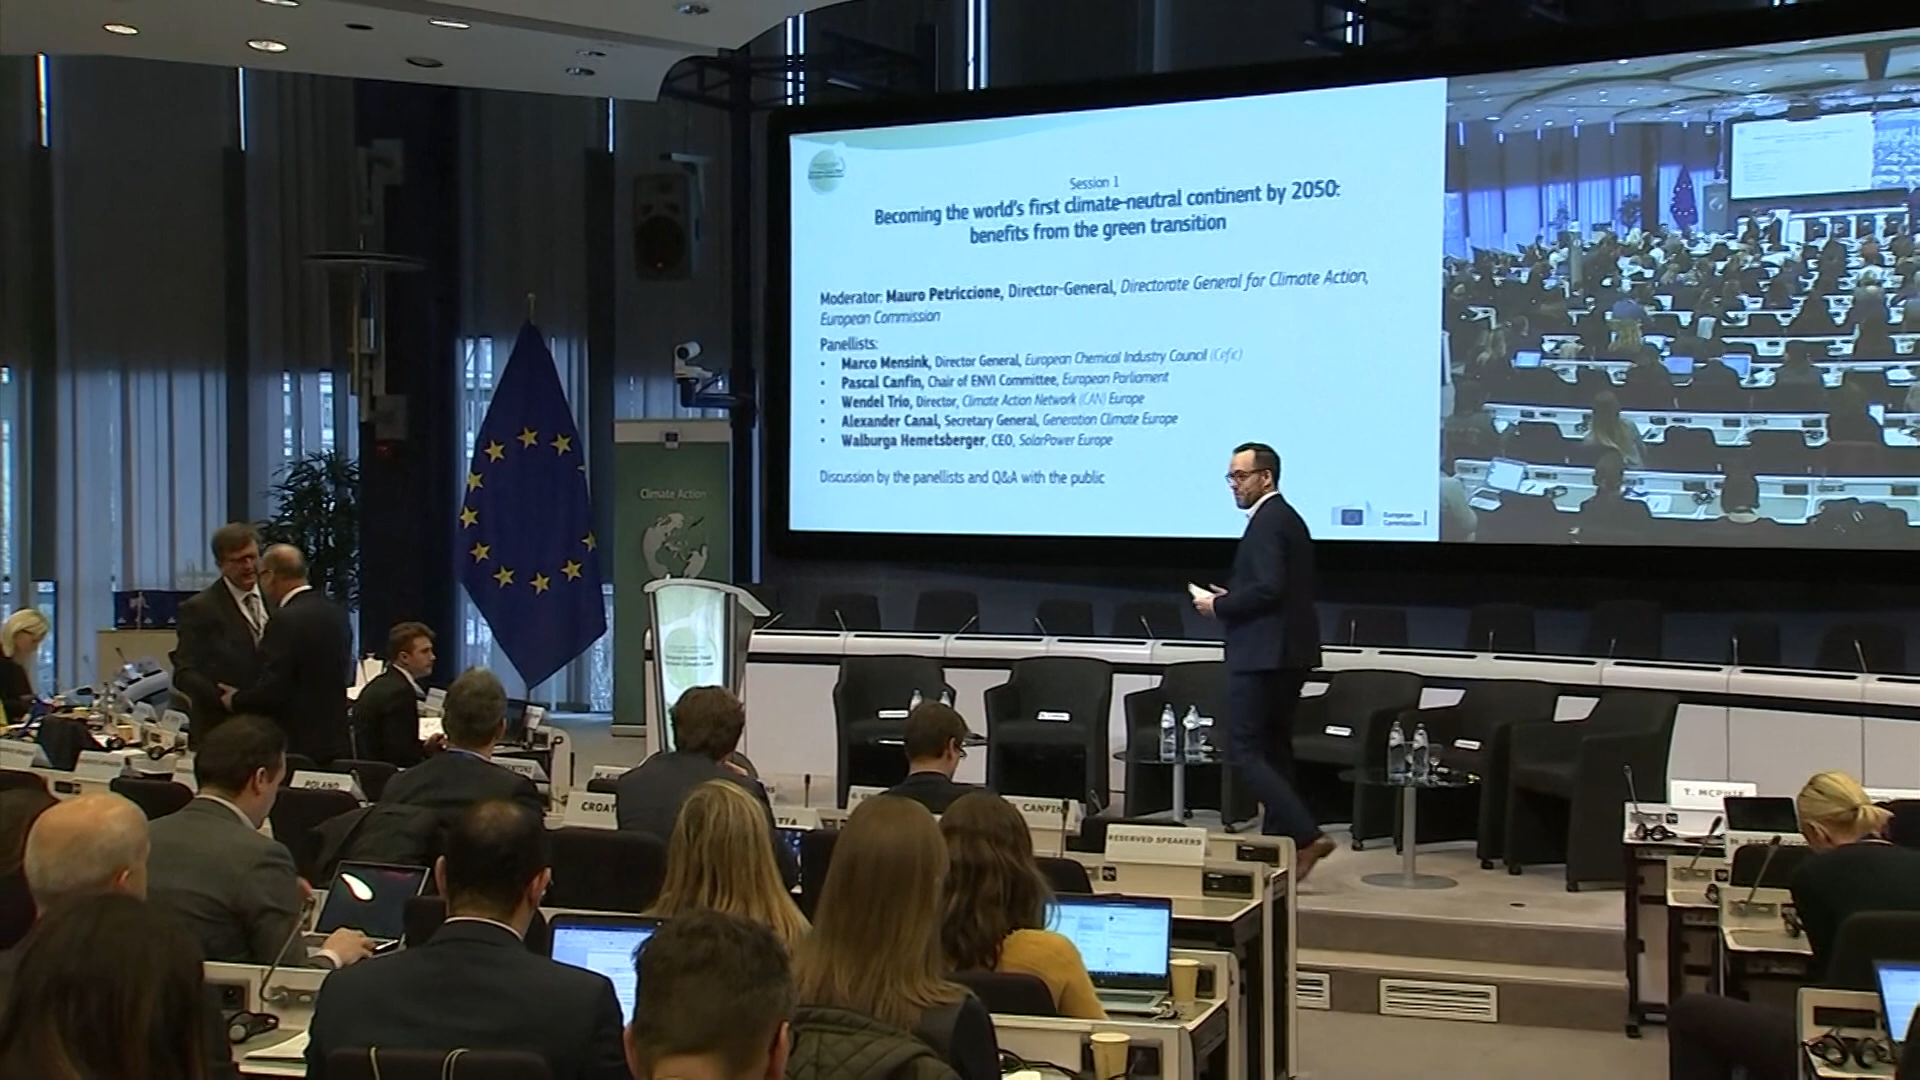 Session 1
Becoming the world's first climate-neutral continent by 2050:
benefits from the green transition
Moderator: Mauro Petriccione, Director-General, Directorate General for Climate Action,
European Commission
Panellists:
• Marco Mensink, Director General, European Chemical Industry Council (Cefic)
• Pascal Canfin, Chair of ENVI Committee, European Parliament
• Wendel Trio, Director, Climate Action Network (CAN) Europe
• Alexander Canal, Secretary General, Generation Climate Europe
• Walburga Hemetsberger, CEO, SolarPower Europe
Discussion by the panellists and Q&A with the public
European
Commission
Climate Action
POLAND
CROAT
CANFIN
RESERVED SPEAKERS